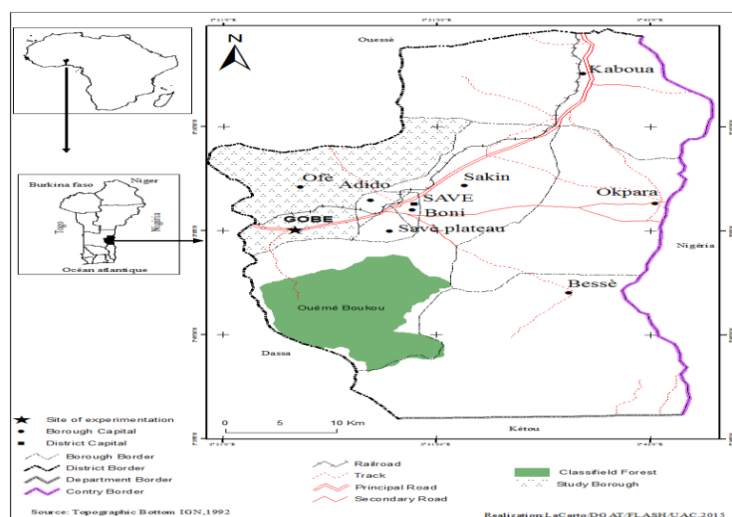 Ouessè
N
Kaboua
Burkina faso
Niger
Togo
Nigéria
Océan atlantique
Ofè
Adido
Sakin
SAVE
Okpara
Boni
GOBE
Savè plateau
Nigéria
Bessè
Ouémé Boukou
Dassa
Kétou
0 5 10 Km
Site of experimentation
Borough Capital
District Capital
Borough Border
District Border
Department Border
Contry Border
Railroad
Track
Principal Road
Secondary Road
Classifield Forest
Study Borough
Source: Topographic Bottom IGN,1992
Realization:LaCarto/DGAT/FLASH/UAC,2015